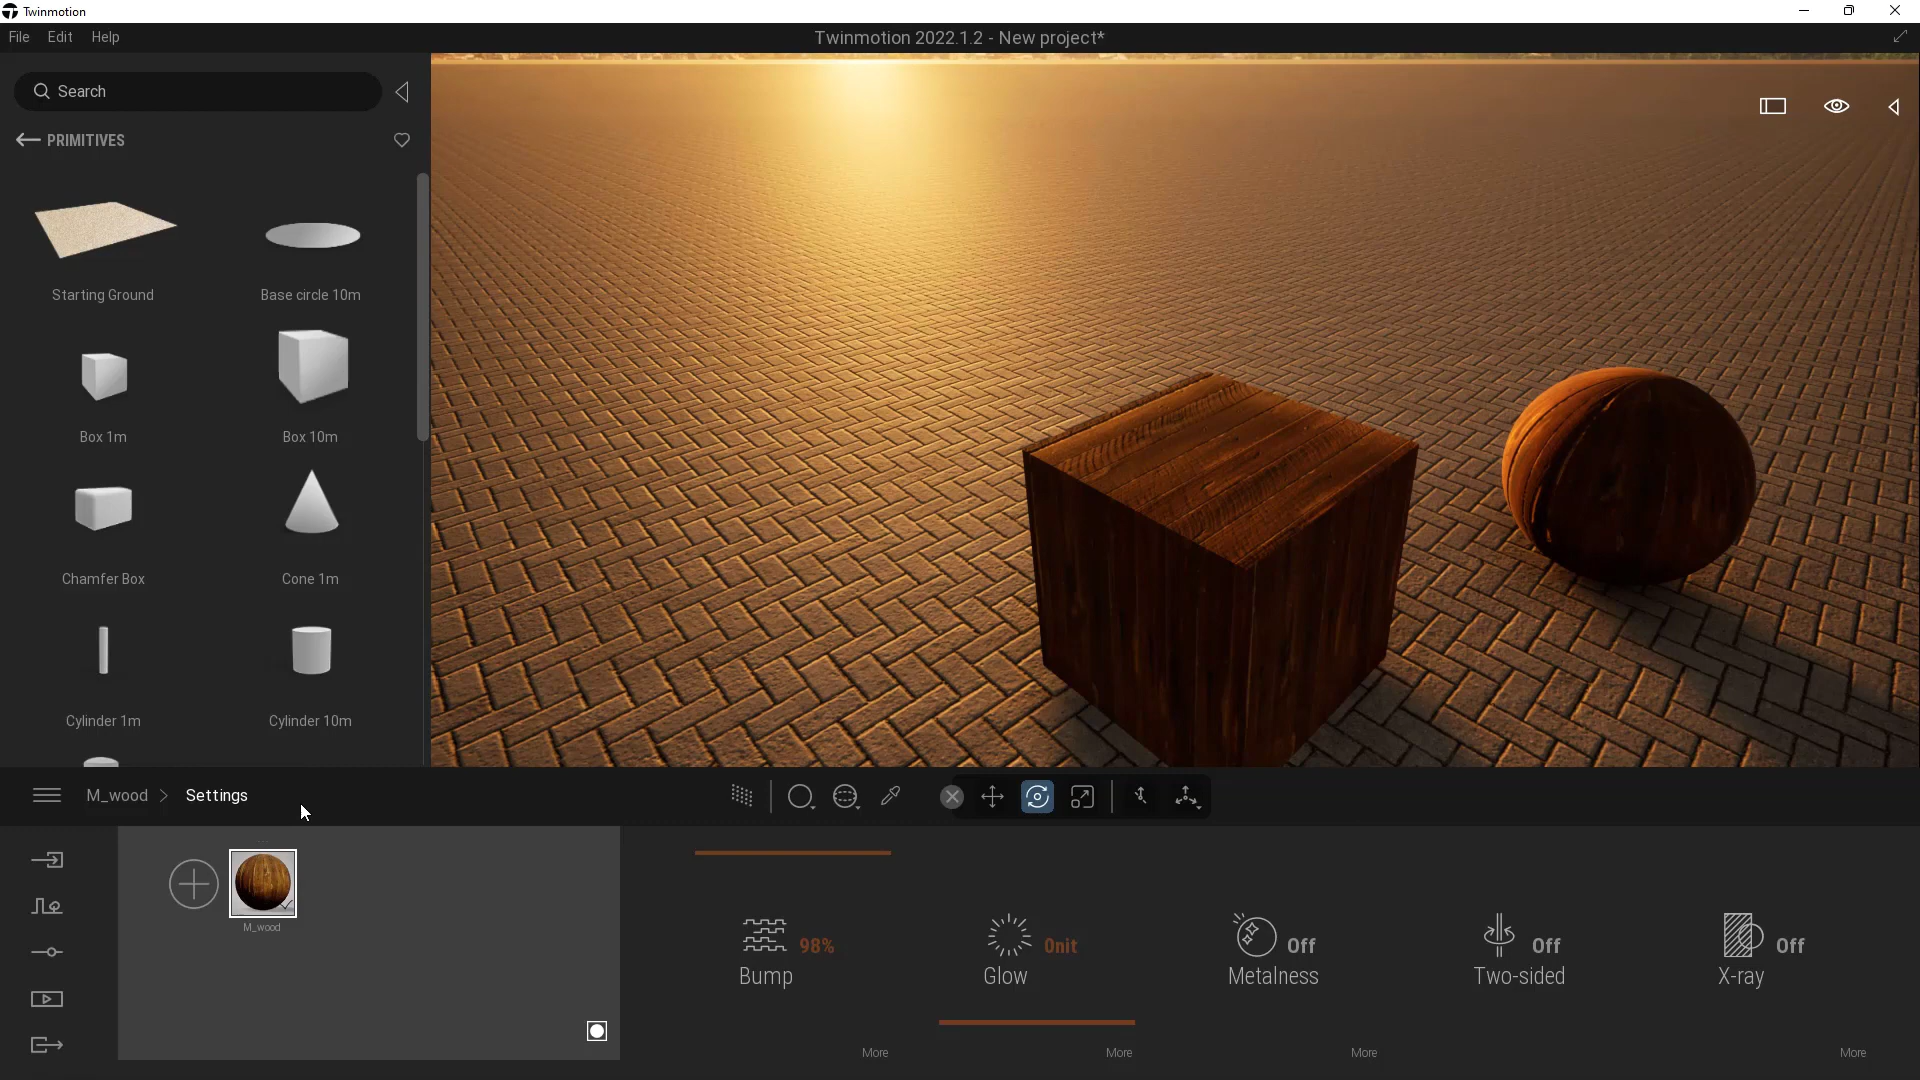 Twinmotion
File Edit Help
Twinmotion 2022.1.2 - New project*
Search
PRIMITIVES
Starting Ground
Base circle 10m
Box 1m
Box 10m
Chamfer Box
Cone 1m
Cylinder 1m
Cylinder 10m
M_wood > Settings
M_wood
98%
Bump
0nit
Glow
Off
Metalness
Off
Two-sided
Off
X-ray
More
More
More
More